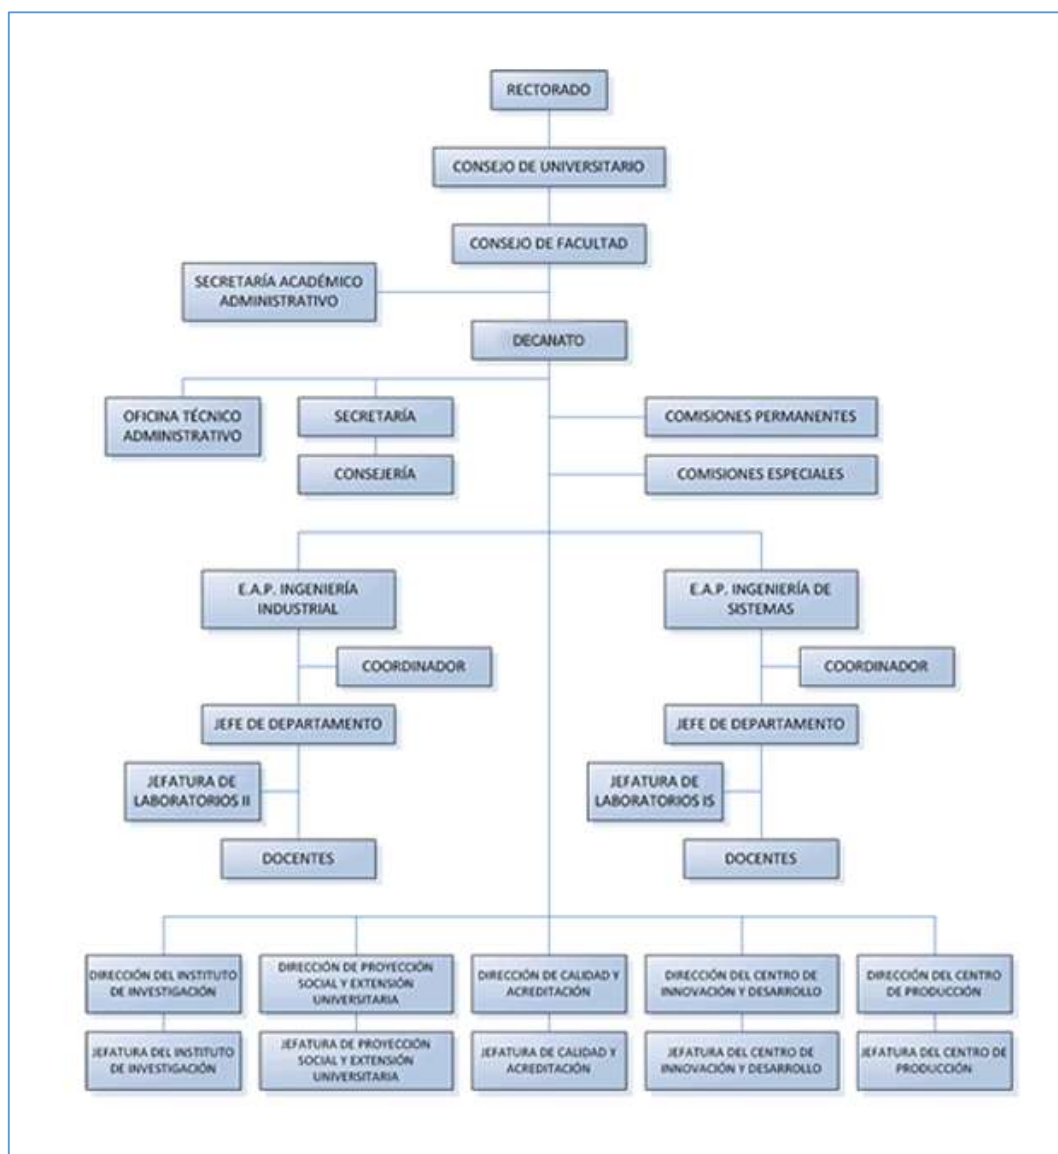 RECTORADO
CONSEJO DE UNIVERSITARIO
CONSEJO DE FACULTAD
SECRETARÍA ACADÉMICO
ADMINISTRATIVO
DECANATO
OFICINA TÉCNICO
ADMINISTRATIVO
SECRETARÍA
COMISIONES PERMANENTES
CONSEJERÍA
COMISIONES ESPECIALES
E.A.P. INGENIERÍA
INDUSTRIAL
E.A.P. INGENIERÍA DE
SISTEMAS
COORDINADOR
COORDINADOR
JEFE DE DEPARTAMENTO
JEFE DE DEPARTAMENTO
JEFATURA DE
LABORATORIOS II
JEFATURA DE
LABORATORIOS IS
DOCENTES
DOCENTES
DIRECCIÓN DEL INSTITUTO
DE INVESTIGACIÓN
DIRECCIÓN DE PROYECCIÓN
SOCIAL Y EXTENSIÓN
UNIVERSITARIA
DIRECCIÓN DE CALIDAD Y
ACREDITACIÓN
DIRECCIÓN DEL CENTRO DE
INNOVACIÓN Y DESARROLLO
DIRECCIÓN DEL CENTRO
DE PRODUCCIÓN
JEFATURA DEL INSTITUTO
DE INVESTIGACIÓN
JEFATURA DE PROYECCIÓN
SOCIAL Y EXTENSIÓN
UNIVERSITARIA
JEFATURA DE CALIDAD Y
ACREDITACIÓN
JEFATURA DEL CENTRO DE
INNOVACIÓN Y DESARROLLO
JEFATURA DEL CENTRO DE
PRODUCCIÓN